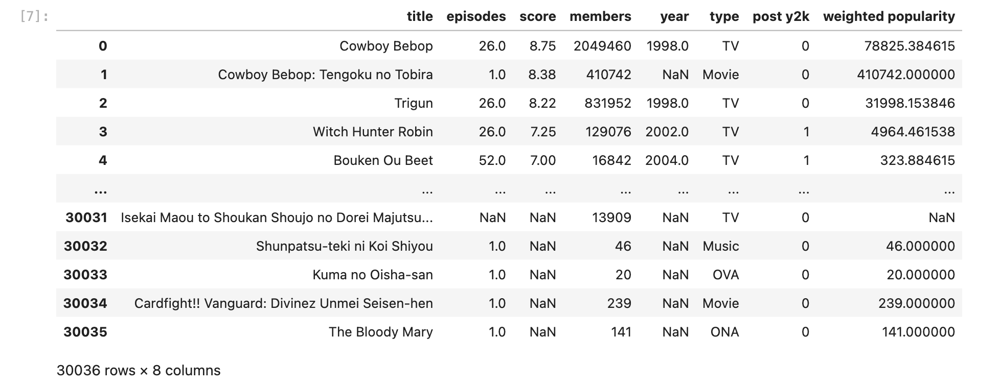 [7]: title episodes score members year type post y2k weighted popularity
0 Cowboy Bebop 26.0 8.75 2049460 1998.0 TV 0 78825.384615
1 Cowboy Bebop: Tengoku no Tobira 1.0 8.38 410742 NaN Movie 0 410742.000000
2 Trigun 26.0 8.22 831952 1998.0 TV 0 31998.153846
3 Witch Hunter Robin 26.0 7.25 129076 2002.0 TV 1 4964.461538
4 Bouken Ou Beet 52.0 7.00 16842 2004.0 TV 1 323.884615
... ... ... ... ... ... ... ... ...
30031 Isekai Maou to Shoukan Shoujo no Dorei Majutsu... NaN NaN 13909 NaN TV 0 NaN
30032 Shunpatsu-teki ni Koi Shiyou 1.0 NaN 46 NaN Music 0 46.000000
30033 Kuma no Oisha-san 1.0 NaN 20 NaN OVA 0 20.000000
30034 Cardfight!! Vanguard: Divinez Unmei Seisen-hen 1.0 NaN 239 NaN Movie 0 239.000000
30035 The Bloody Mary 1.0 NaN 141 NaN ONA 0 141.000000
30036 rows × 8 columns